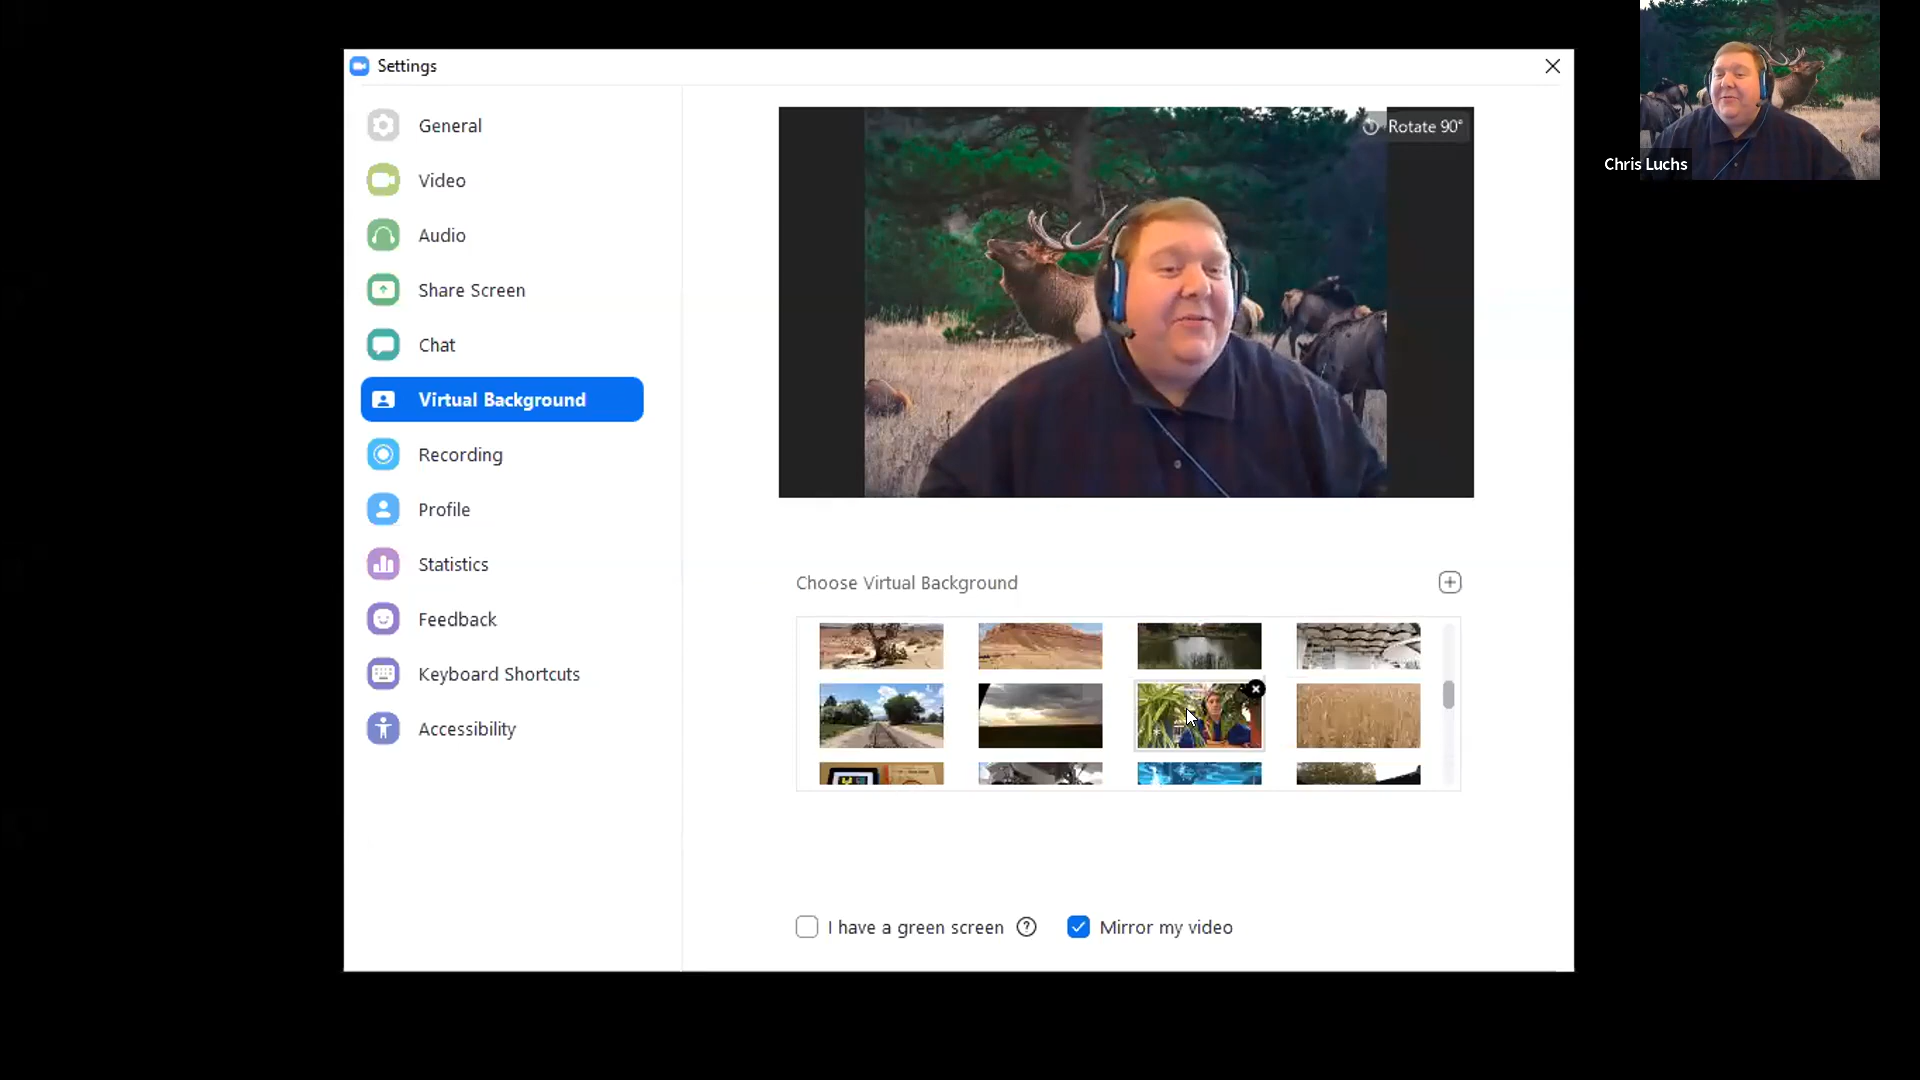 Settings
General
Video
Audio
Share Screen
Chat
Virtual Background
Recording
Profile
Statistics
Feedback
Keyboard Shortcuts
Accessibility
Rotate 90°
Choose Virtual Background
I have a green screen
Mirror my video
Chris Luchs